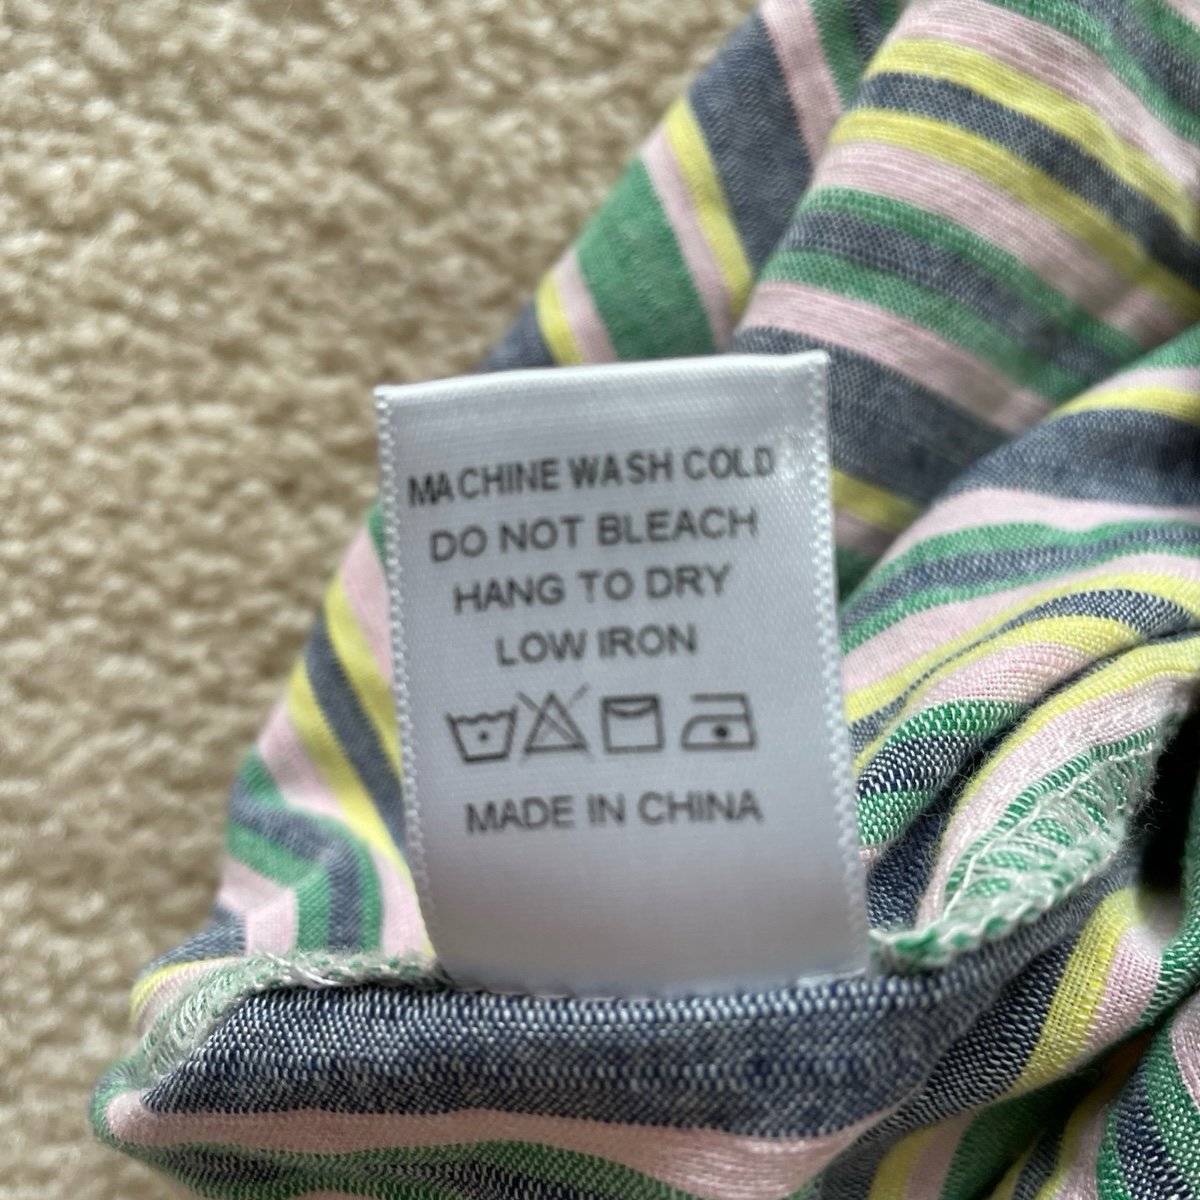 MACHINE WASH COLD
DO NOT BLEACH
HANG TO DRY
LOW IRON
MADE IN CHINA